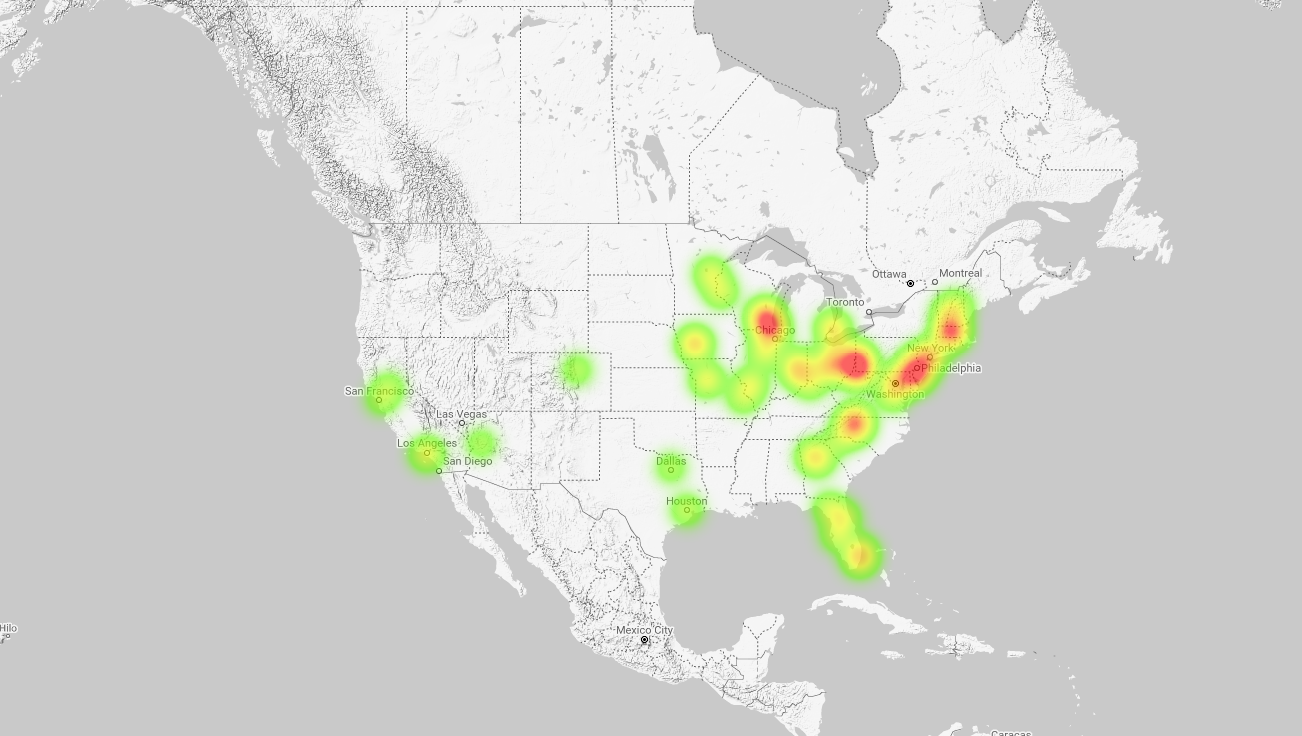 Ottawa
Montreal
Toronto
Chicago
New York
Philadelphia
San Francisco
Washington
Las Vegas
Los Angeles
San Diego
Dallas
Houston
Hilo
Mexico City
Caracas